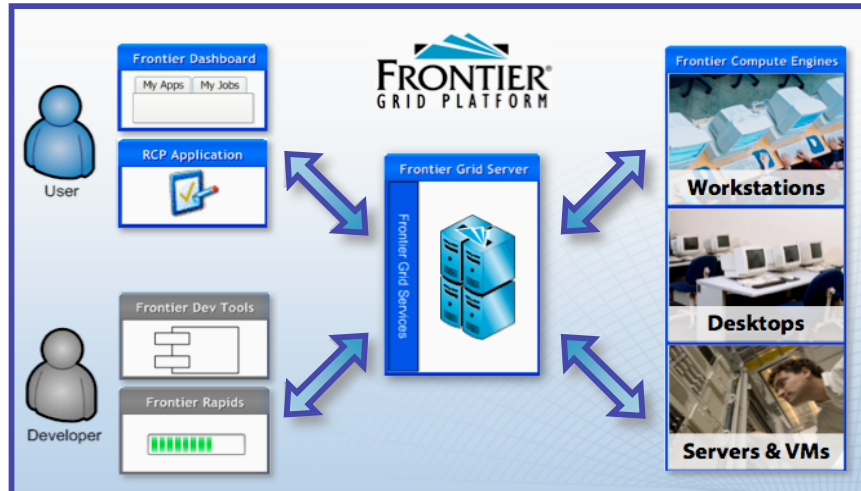 Frontier Dashboard
My Apps
My Jobs
RCP Application
User
FRONTIER®
GRID PLATFORM
Frontier Grid Server
Frontier Grid Services
Frontier Dev Tools
Frontier Rapids
Developer
Frontier Compute Engines
Workstations
Desktops
Servers & VMs